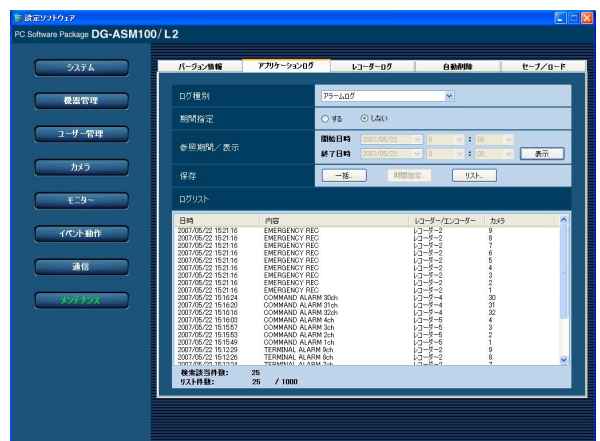 設定ソフトウェア
PC Software Package DG-ASM100/L2
システム
機器管理
ユーザー管理
カメラ
モニター
イベント動作
通信
メンテナンス
バージョン情報 アプリケーションログ レコーダーログ 自動削除 セーブ／ロード
ログ種別 アラームログ
期間指定 する しない
参照期間／表示 開始日時 2007/05/22 0 : 00
終了日時 2007/05/22 0 : 00 表示
保存 一括... 期間指定... リスト...
ログリスト
日時 内容 レコーダー/エンコーダー カメラ
2007/05/22 15:21:16 EMERGENCY REC レコーダー2 9
2007/05/22 15:21:16 EMERGENCY REC レコーダー2 8
2007/05/22 15:21:16 EMERGENCY REC レコーダー2 7
2007/05/22 15:21:16 EMERGENCY REC レコーダー2 6
2007/05/22 15:21:16 EMERGENCY REC レコーダー2 5
2007/05/22 15:21:16 EMERGENCY REC レコーダー2 4
2007/05/22 15:21:16 EMERGENCY REC レコーダー2 3
2007/05/22 15:21:16 EMERGENCY REC レコーダー2 2
2007/05/22 15:21:16 EMERGENCY REC レコーダー2 1
2007/05/22 15:16:24 COMMAND ALARM 30ch レコーダー4 30
2007/05/22 15:16:20 COMMAND ALARM 31ch レコーダー4 31
2007/05/22 15:16:16 COMMAND ALARM 32ch レコーダー4 32
2007/05/22 15:16:03 COMMAND ALARM 4ch レコーダー5 4
2007/05/22 15:15:57 COMMAND ALARM 3ch レコーダー5 3
2007/05/22 15:15:53 COMMAND ALARM 2ch レコーダー5 2
2007/05/22 15:15:49 COMMAND ALARM 1ch レコーダー5 1
2007/05/22 15:12:29 TERMINAL ALARM 9ch レコーダー2 9
2007/05/22 15:12:26 TERMINAL ALARM 8ch レコーダー2 8
2007/05/22 15:12:24 TERMINAL ALARM 7ch レコーダー2 7
検索該当件数: 25
リスト件数: 25 / 1000